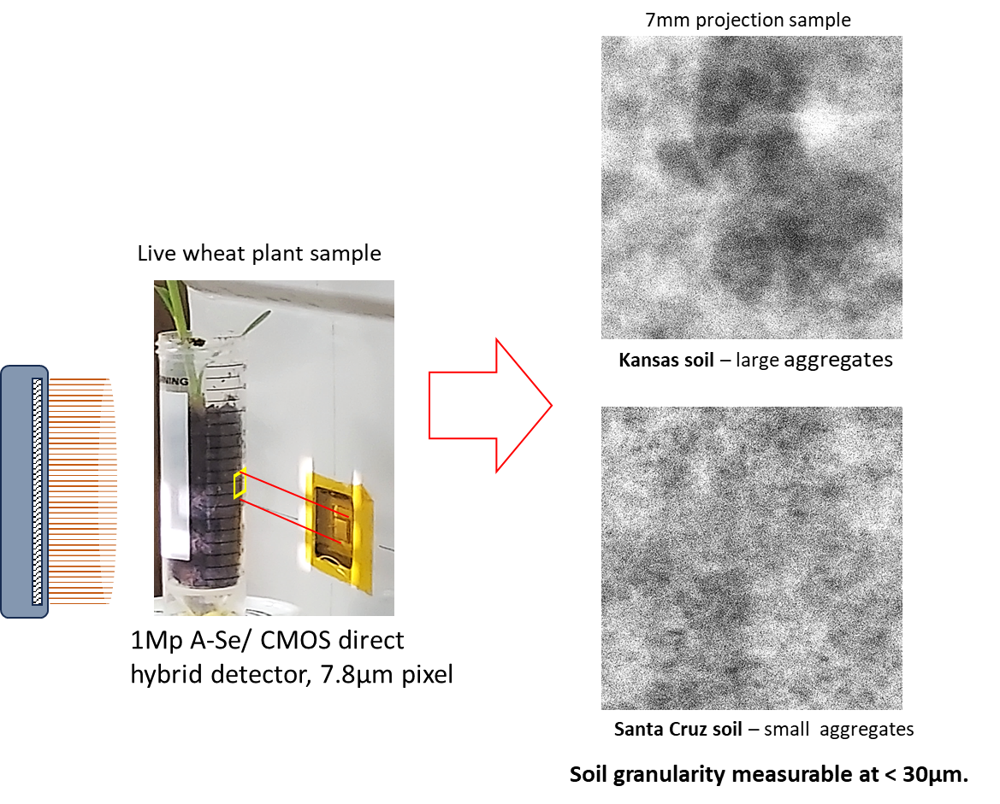 7mm projection sample
Kansas soil – large aggregates
Live wheat plant sample
NING
1Mp A-Se/ CMOS direct
hybrid detector, 7.8µm pixel
Santa Cruz soil – small  aggregates
Soil granularity measurable at < 30µm.